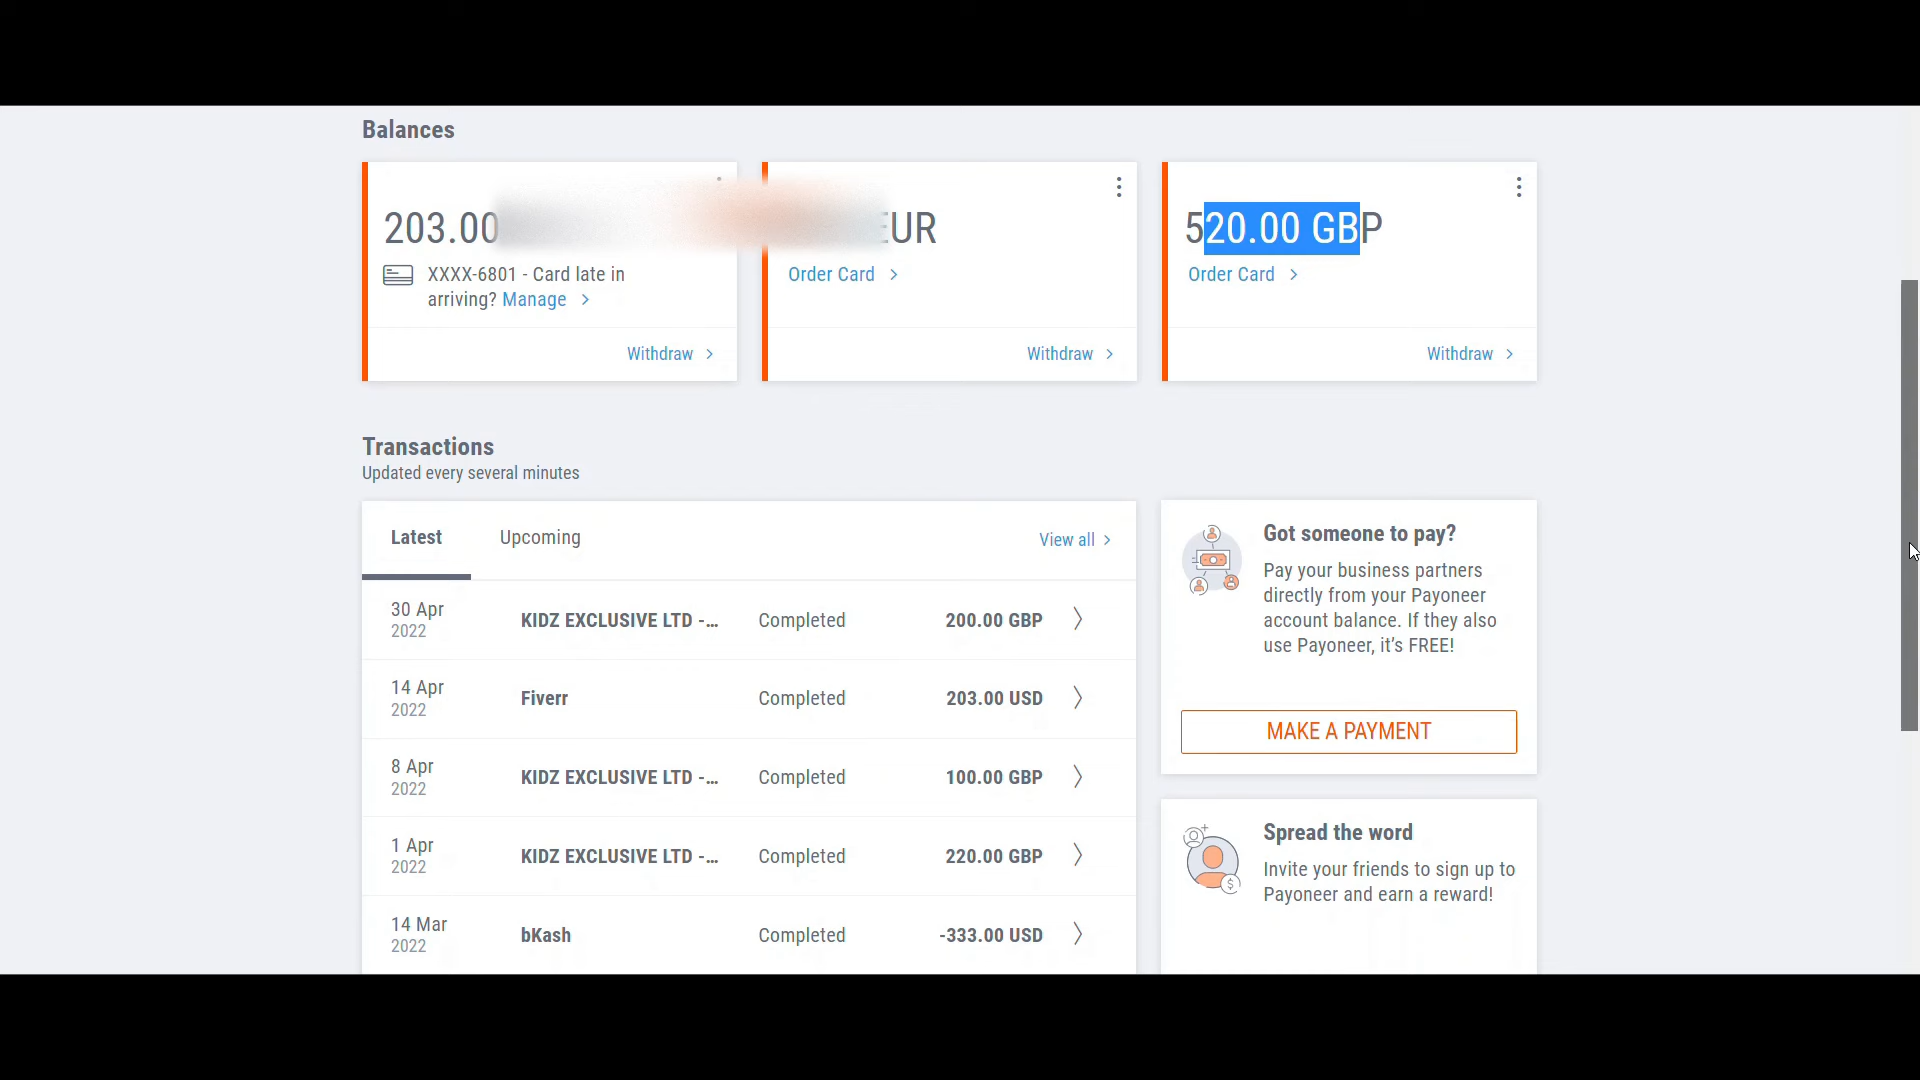 Balances
203.00
XXXX-6801 - Card late in
arriving? Manage
Withdraw
EUR
Order Card
Withdraw
520.00 GBP
Order Card
Withdraw
Transactions
Updated every several minutes
Latest
Upcoming
View all
30 Apr
2022
KIDZ EXCLUSIVE LTD -...
Completed
200.00 GBP
14 Apr
2022
Fiverr
Completed
203.00 USD
8 Apr
2022
KIDZ EXCLUSIVE LTD -...
Completed
100.00 GBP
1 Apr
2022
KIDZ EXCLUSIVE LTD -...
Completed
220.00 GBP
14 Mar
2022
bKash
Completed
-333.00 USD
Got someone to pay?
Pay your business partners
directly from your Payoneer
account balance. If they also
use Payoneer, it’s FREE!
MAKE A PAYMENT
Spread the word
Invite your friends to sign up to
Payoneer and earn a reward!